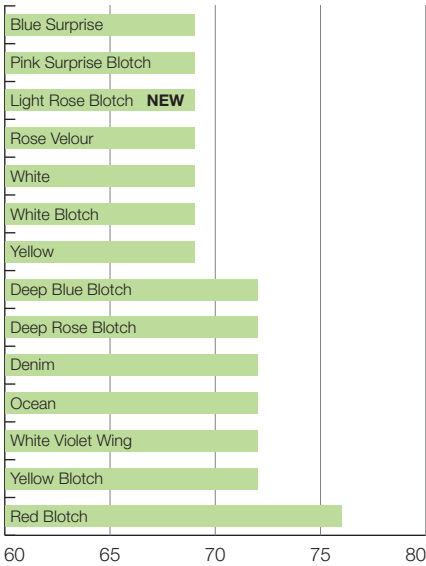 Blue Surprise
Pink Surprise Blotch
Light Rose Blotch NEW
Rose Velour
White
White Blotch
Yellow
Deep Blue Blotch
Deep Rose Blotch
Denim
Ocean
White Violet Wing
Yellow Blotch
Red Blotch
60 65 70 75 80